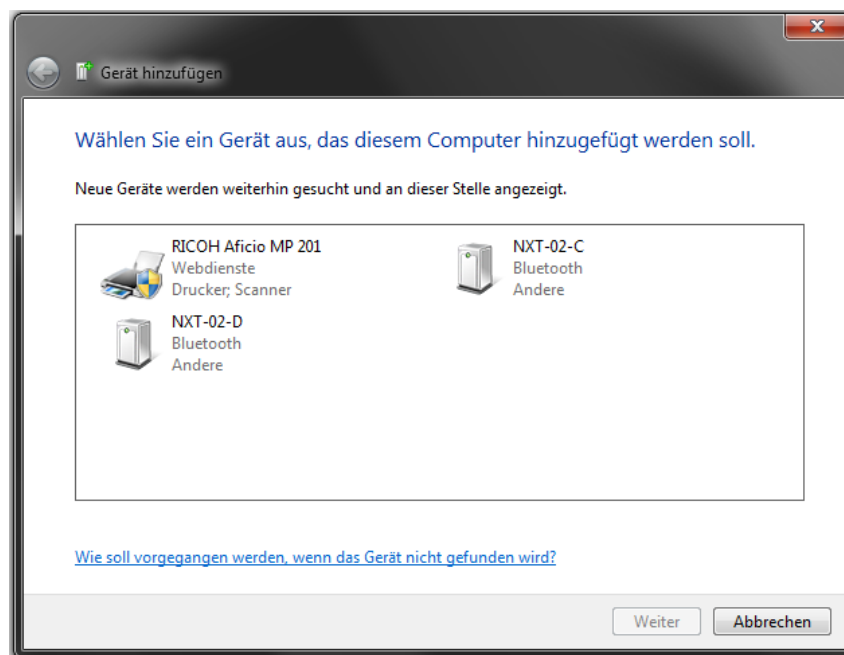 Gerät hinzufügen
Wählen Sie ein Gerät aus, das diesem Computer hinzugefügt werden soll.
Neue Geräte werden weiterhin gesucht und an dieser Stelle angezeigt.
RICOH Aficio MP 201
Webdienste
Drucker; Scanner
NXT-02-C
Bluetooth
Andere
NXT-02-D
Bluetooth
Andere
Wie soll vorgegangen werden, wenn das Gerät nicht gefunden wird?
Weiter
Abbrechen